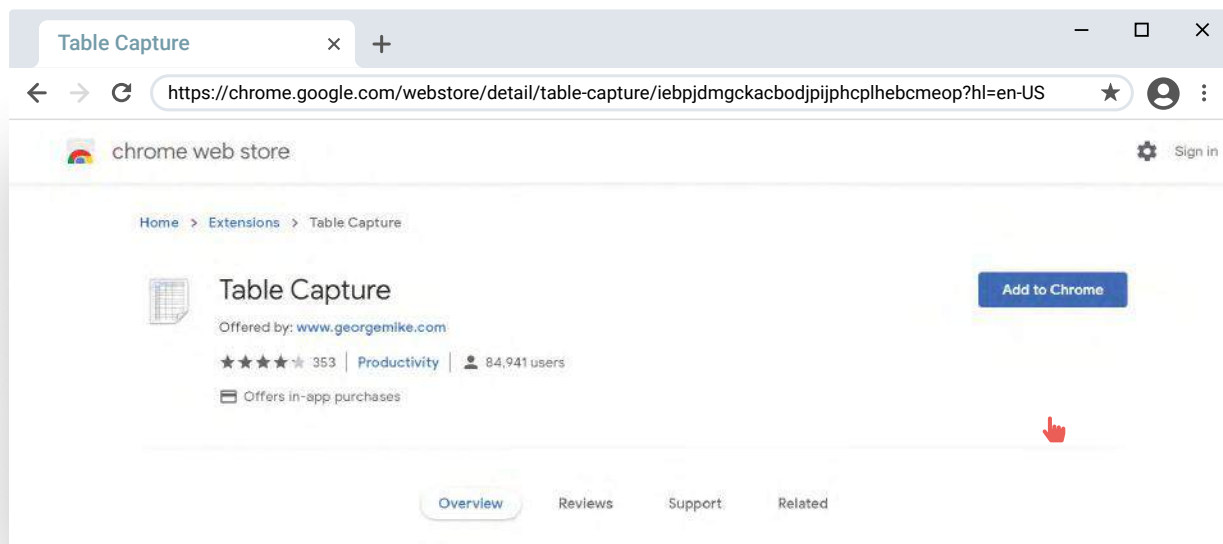 Table Capture
https://chrome.google.com/webstore/detail/table-capture/iebpjdmgckacbodjpijphcplhebcmeop?hl=en-US
chrome web store
Sign in
Home > Extensions > Table Capture
Table Capture
Add to Chrome
Offered by: www.georgemike.com
353 | Productivity | 84,941 users
Offers in-app purchases
Overview Reviews Support Related